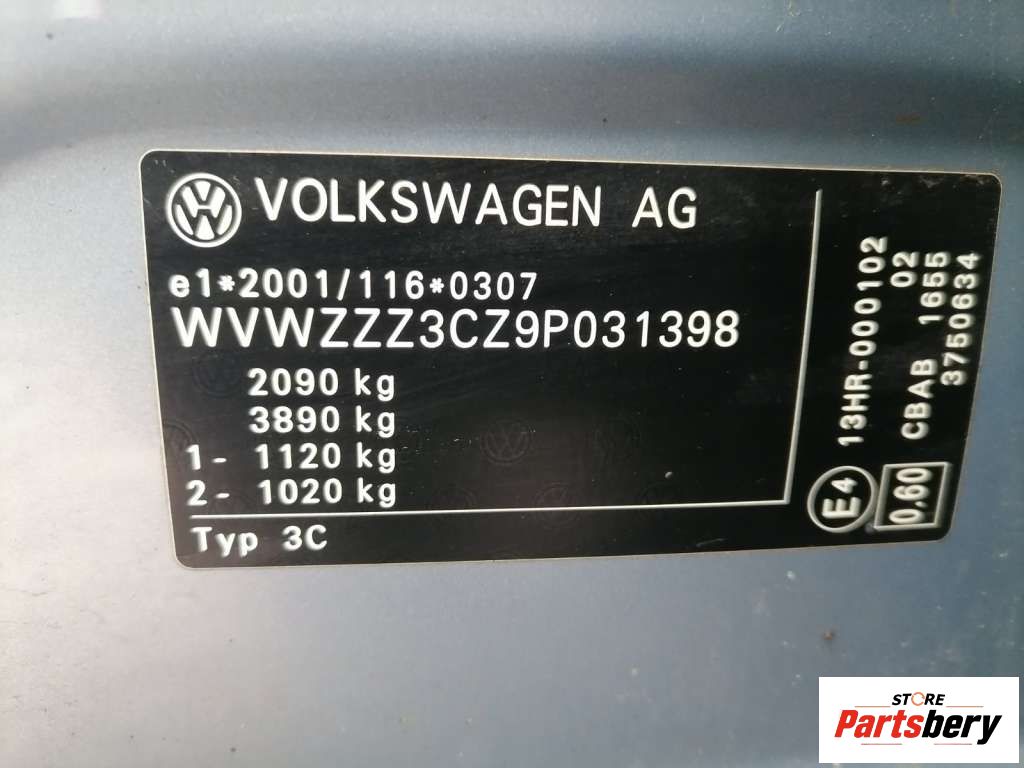 VOLKSWAGEN AG
e1*2001/116*0307
WVWZZZ3CZ9P031398
2090 kg
3890 kg
1- 1120 kg
2- 1020 kg
Typ 3C
E4 13HR-000102
0.60 CBAB 02
1655
3750634
STORE
Partsbery